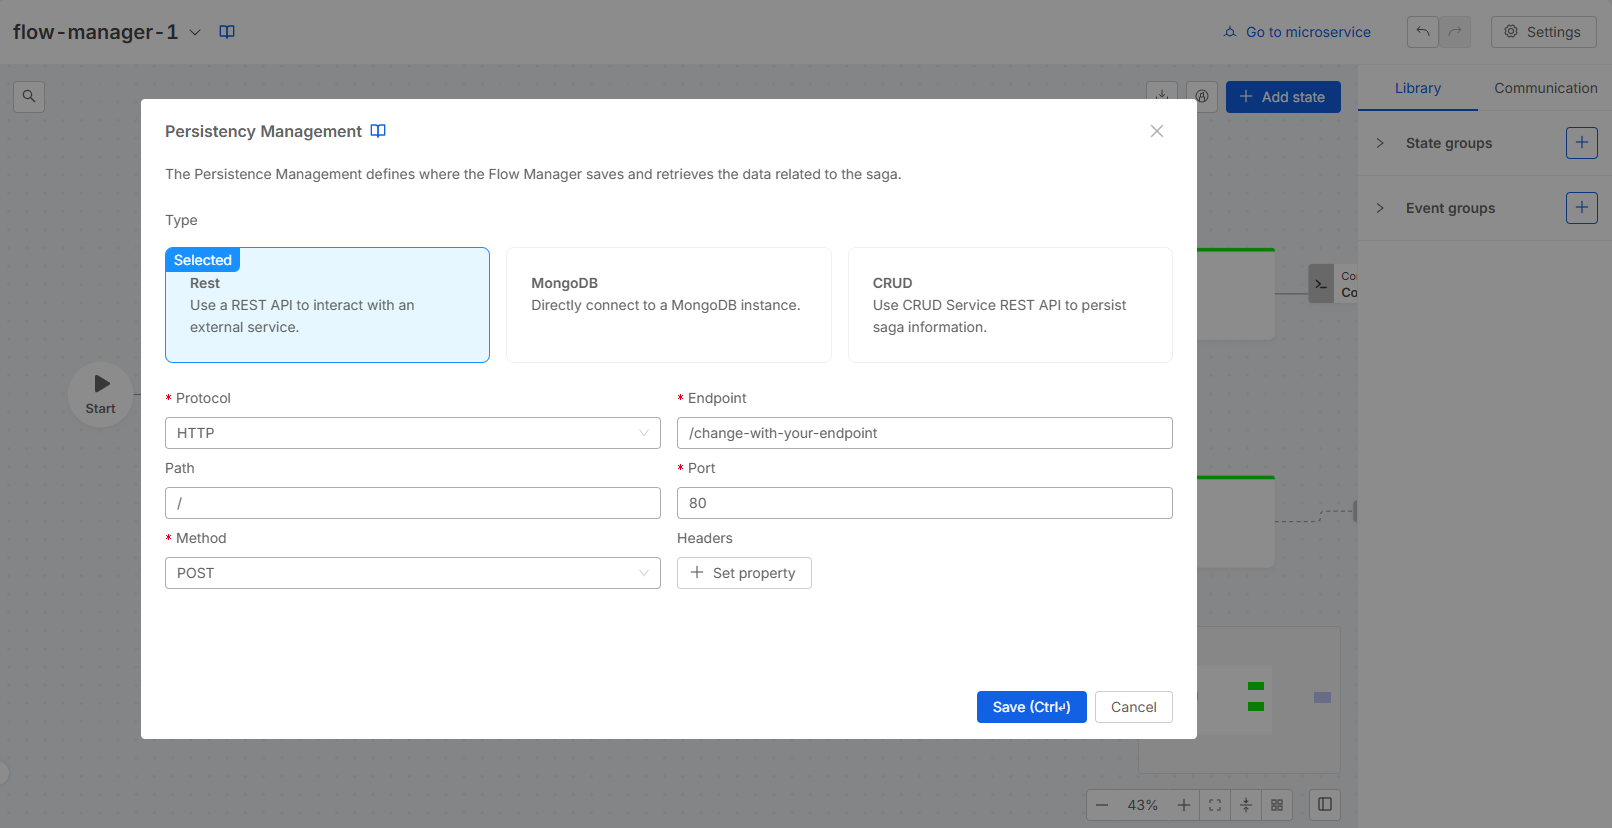 flow-manager-1
Go to microservice
Settings
Add state
Library
Communication
State groups
Event groups
Start
Co
Co
Persistency Management
The Persistence Management defines where the Flow Manager saves and retrieves the data related to the saga.
Type
Selected
Rest
Use a REST API to interact with an
external service.
MongoDB
Directly connect to a MongoDB instance.
CRUD
Use CRUD Service REST API to persist
saga information.
* Protocol
HTTP
* Endpoint
/change-with-your-endpoint
Path
/
* Port
80
* Method
POST
Headers
Set property
Save (Ctrl↵)
Cancel
43%